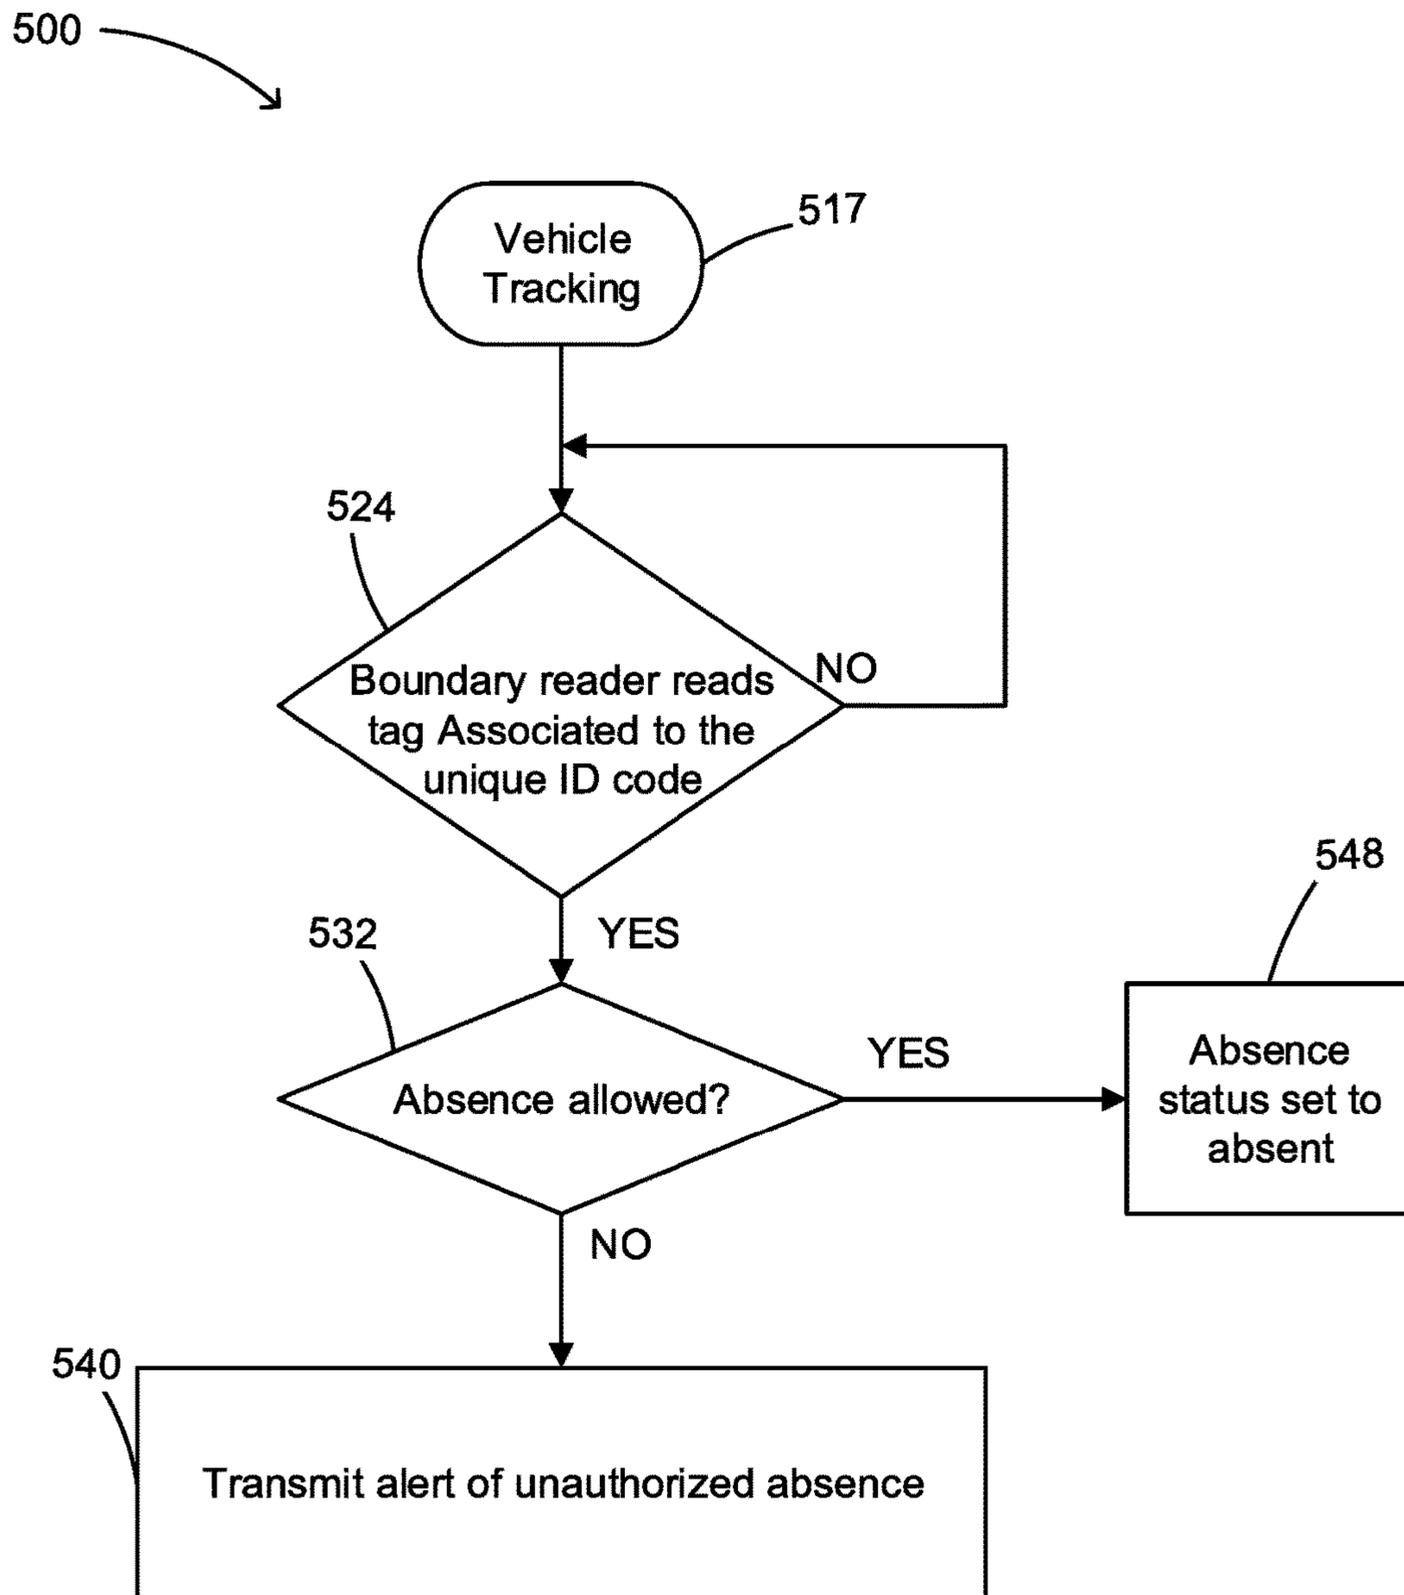 500
517
Vehicle
Tracking
524
NO
Boundary reader reads
tag Associated to the
unique ID code
548
532
YES
YES
Absence
status set to
absent
Absence allowed?
NO
540
Transmit alert of unauthorized absence